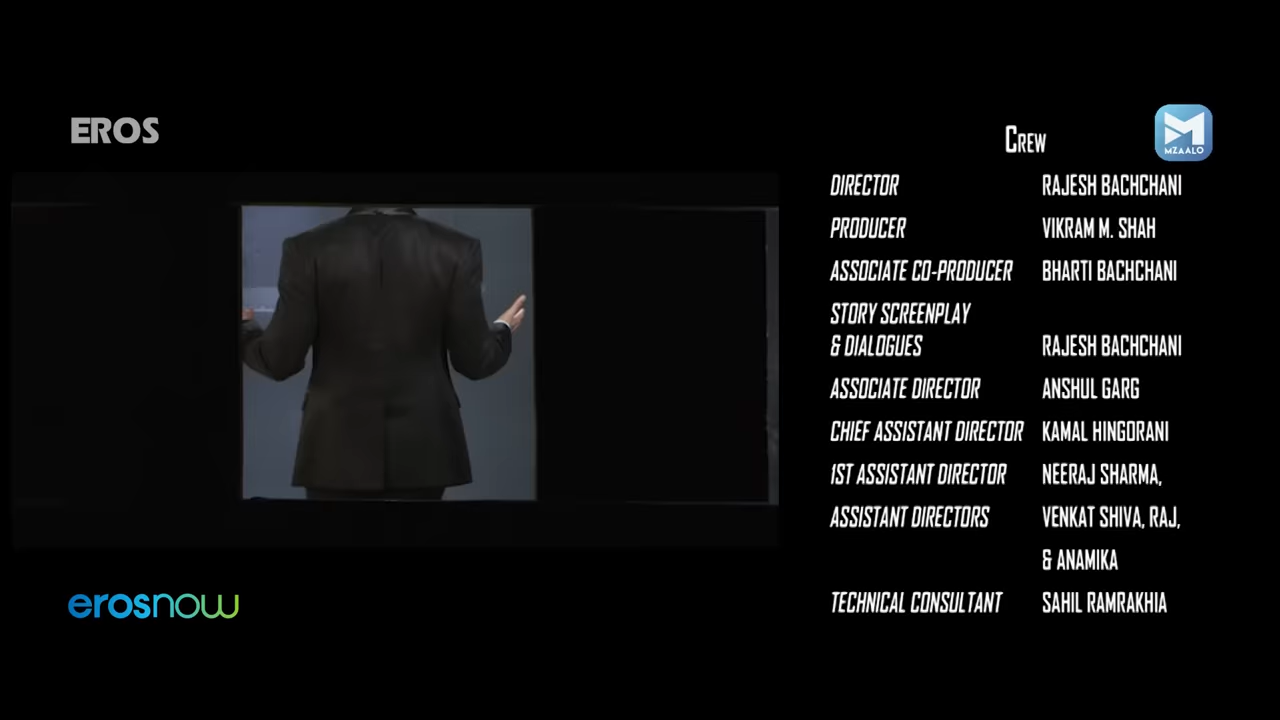 EROS
CREW
MZAALO
DIRECTOR RAJESH BACHCHANI
PRODUCER VIKRAM M. SHAH
ASSOCIATE CO-PRODUCER BHARTI BACHCHANI
STORY SCREENPLAY
& DIALOGUES RAJESH BACHCHANI
ASSOCIATE DIRECTOR ANSHUL GARG
CHIEF ASSISTANT DIRECTOR KAMAL HINGORANI
1ST ASSISTANT DIRECTOR NEERAJ SHARMA,
ASSISTANT DIRECTORS VENKAT SHIVA, RAJ,
& ANAMIKA
TECHNICAL CONSULTANT SAHIL RAMRAKHIA
erosnow